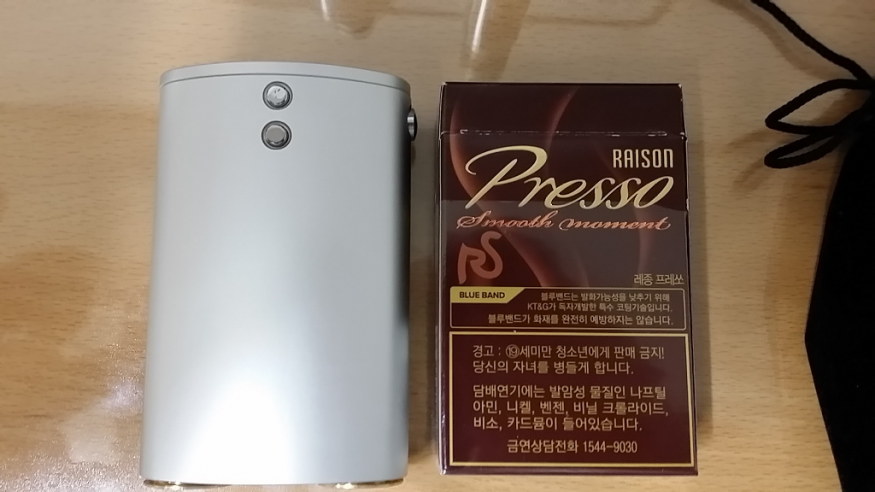 RAISON
Presso
Smooth moment
RS
레종 프레쏘
BLUE BAND
블루밴드는 발화가능성을 낮추기 위해
KT&G가 독자개발한 특수 코팅기술입니다.
블루밴드가 화재를 완전히 예방하지는 않습니다.
경고 : ⑲세미만 청소년에게 판매 금지!
당신의 자녀를 병들게 합니다.
담배연기에는 발암성 물질인 나프틸
아민, 니켈, 벤젠, 비닐 크롤라이드,
비소, 카드뮴이 들어있습니다.
금연상담전화 1544-9030